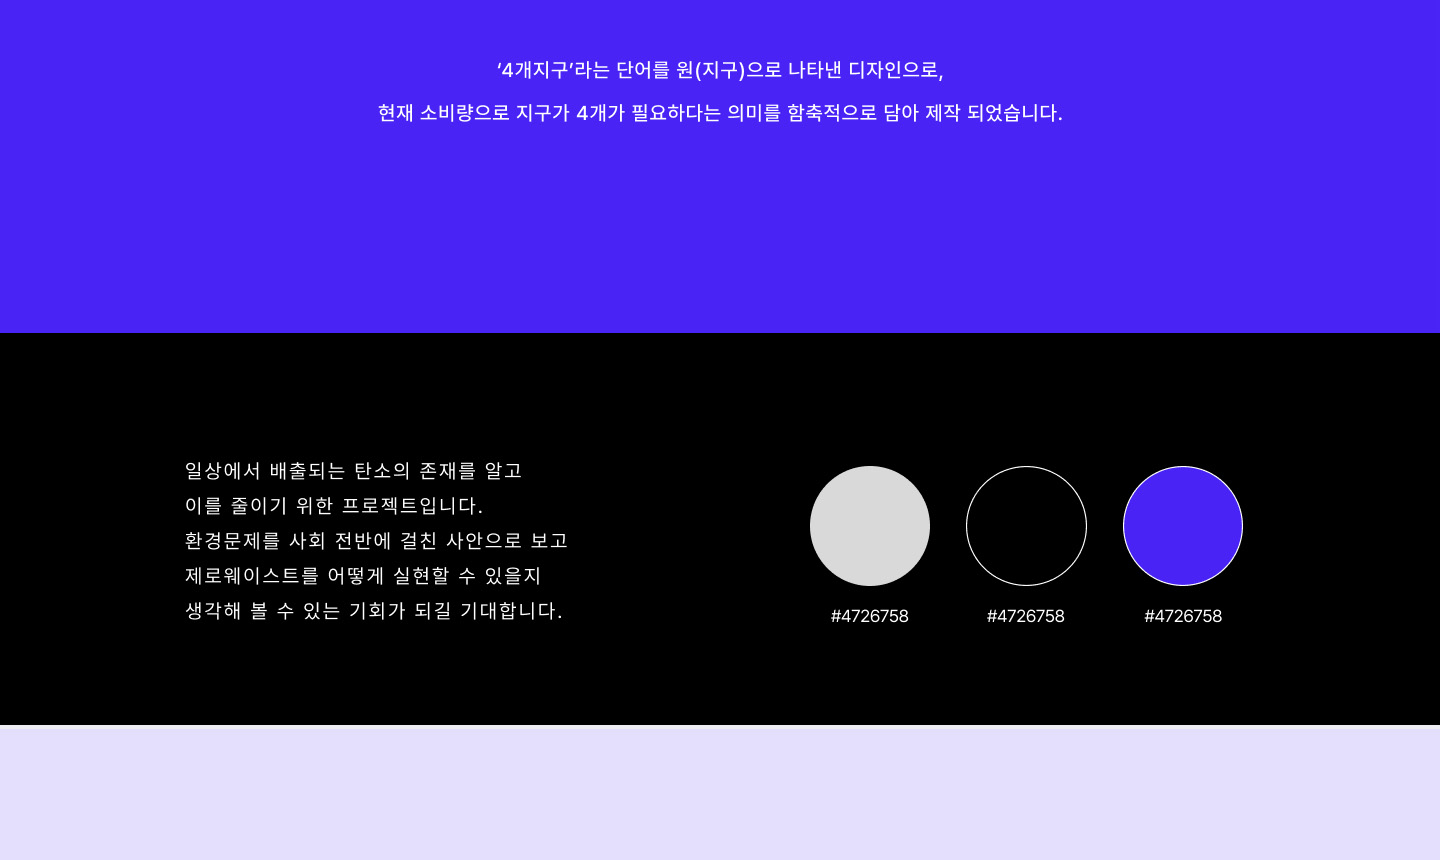 ‘4개지구’라는 단어를 원(지구)으로 나타낸 디자인으로,
현재 소비량으로 지구가 4개가 필요하다는 의미를 함축적으로 담아 제작 되었습니다.
일상에서 배출되는 탄소의 존재를 알고
이를 줄이기 위한 프로젝트입니다.
환경문제를 사회 전반에 걸친 사안으로 보고
제로웨이스트를 어떻게 실현할 수 있을지
생각해 볼 수 있는 기회가 되길 기대합니다.
#4726758
#4726758
#4726758